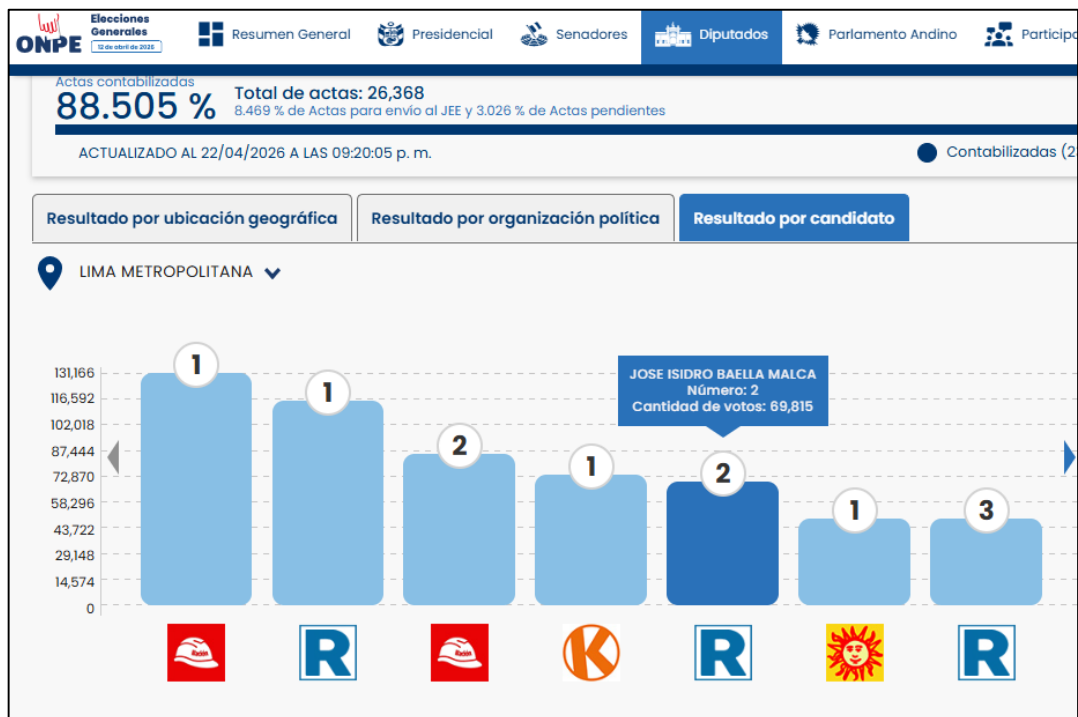 ONPE
Elecciones
Generales
12 de abril de 2026
Resumen General
Presidencial
Senadores
Diputados
Parlamento Andino
Participa
Actas contabilizadas
88.505 %
Total de actas: 26,368
8.469 % de Actas para envío al JEE y 3.026 % de Actas pendientes
ACTUALIZADO AL 22/04/2026 A LAS 09:20:05 p. m.
Contabilizadas (2
Resultado por ubicación geográfica
Resultado por organización política
Resultado por candidato
LIMA METROPOLITANA
JOSE ISIDRO BAELLA MALCA
Número: 2
Cantidad de votos: 69,815
131,166
116,592
102,018
87,444
72,870
58,296
43,722
29,148
14,574
0
1
1
2
1
2
1
3
R
K
R
R